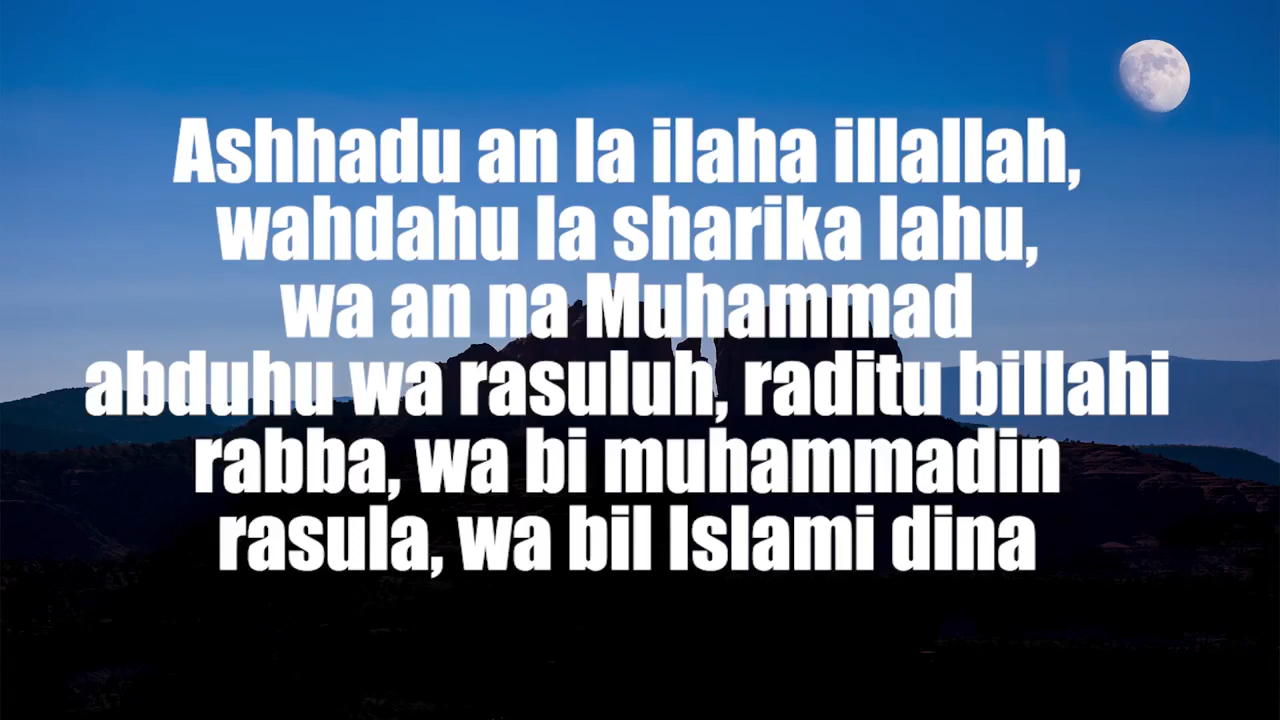 Ashhadu an la ilaha illallah,
wahdahu la sharika lahu,
wa an na Muhammad
abduhu wa rasuluh, raditu billahi
rabba, wa bi muhammadin
rasula, wa bil Islami dina